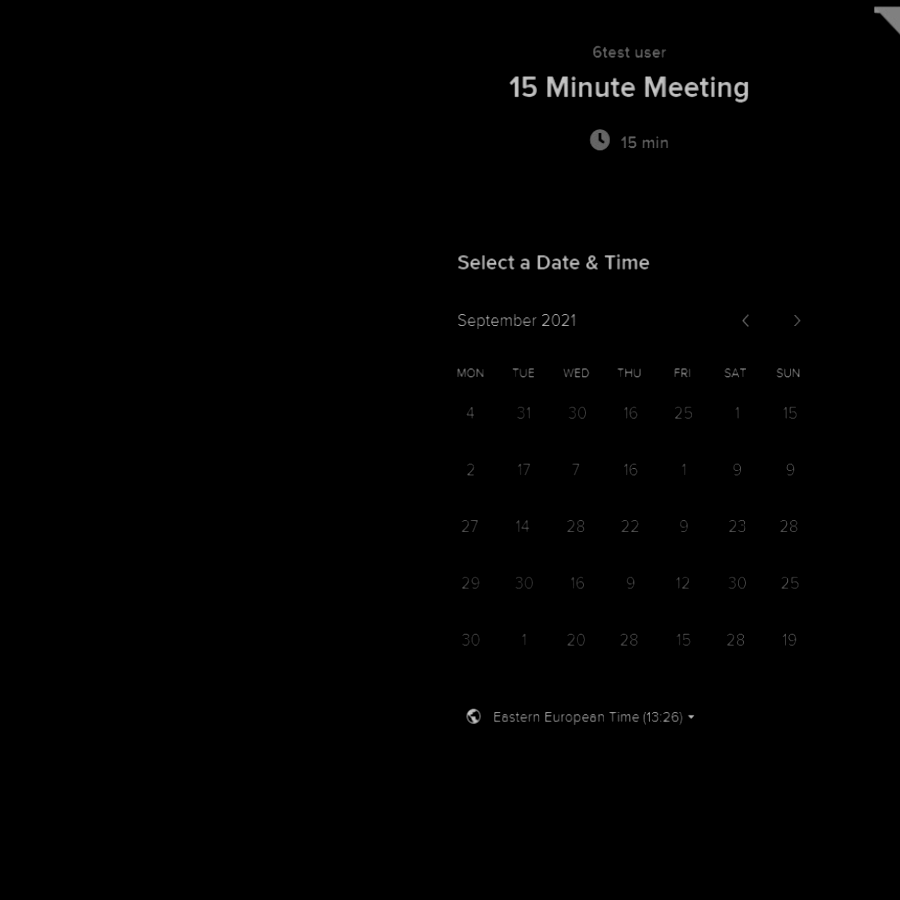 6test user
15 Minute Meeting
15 min
Select a Date & Time
September 2021
MON TUE WED THU FRI SAT SUN
4 31 30 16 25 1 15
2 17 7 16 1 9 9
27 14 28 22 9 23 28
29 30 16 9 12 30 25
30 1 20 28 15 28 19
Eastern European Time (13:26)